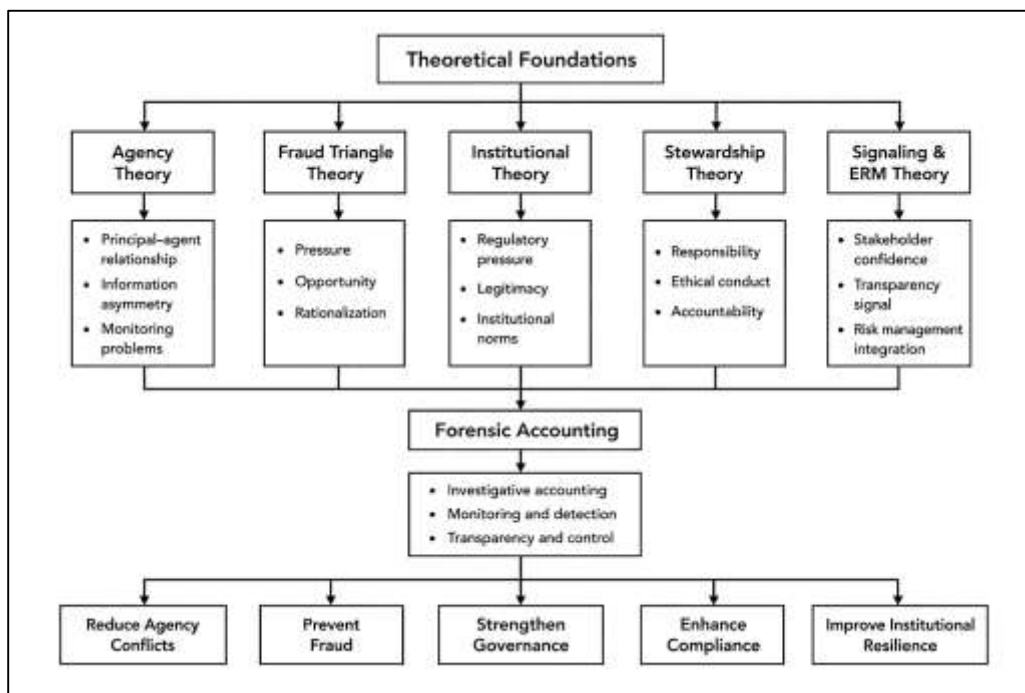 Theoretical Foundations
Agency
Theory
Fraud Triangle
Theory
Institutional
Theory
Stewardship
Theory
Signaling &
ERM Theory
• Principal–agent
relationship
• Information
asymmetry
• Monitoring
problems
• Pressure
• Opportunity
• Rationalization
• Regulatory
pressure
• Legitimacy
• Institutional
norms
• Responsibility
• Ethical conduct
• Accountability
• Stakeholder
confidence
• Transparency
signal
• Risk management
integration
Forensic Accounting
• Investigative accounting
• Monitoring and detection
• Transparency and control
Reduce Agency
Conflicts
Prevent
Fraud
Strengthen
Governance
Enhance
Compliance
Improve Institutional
Resilience